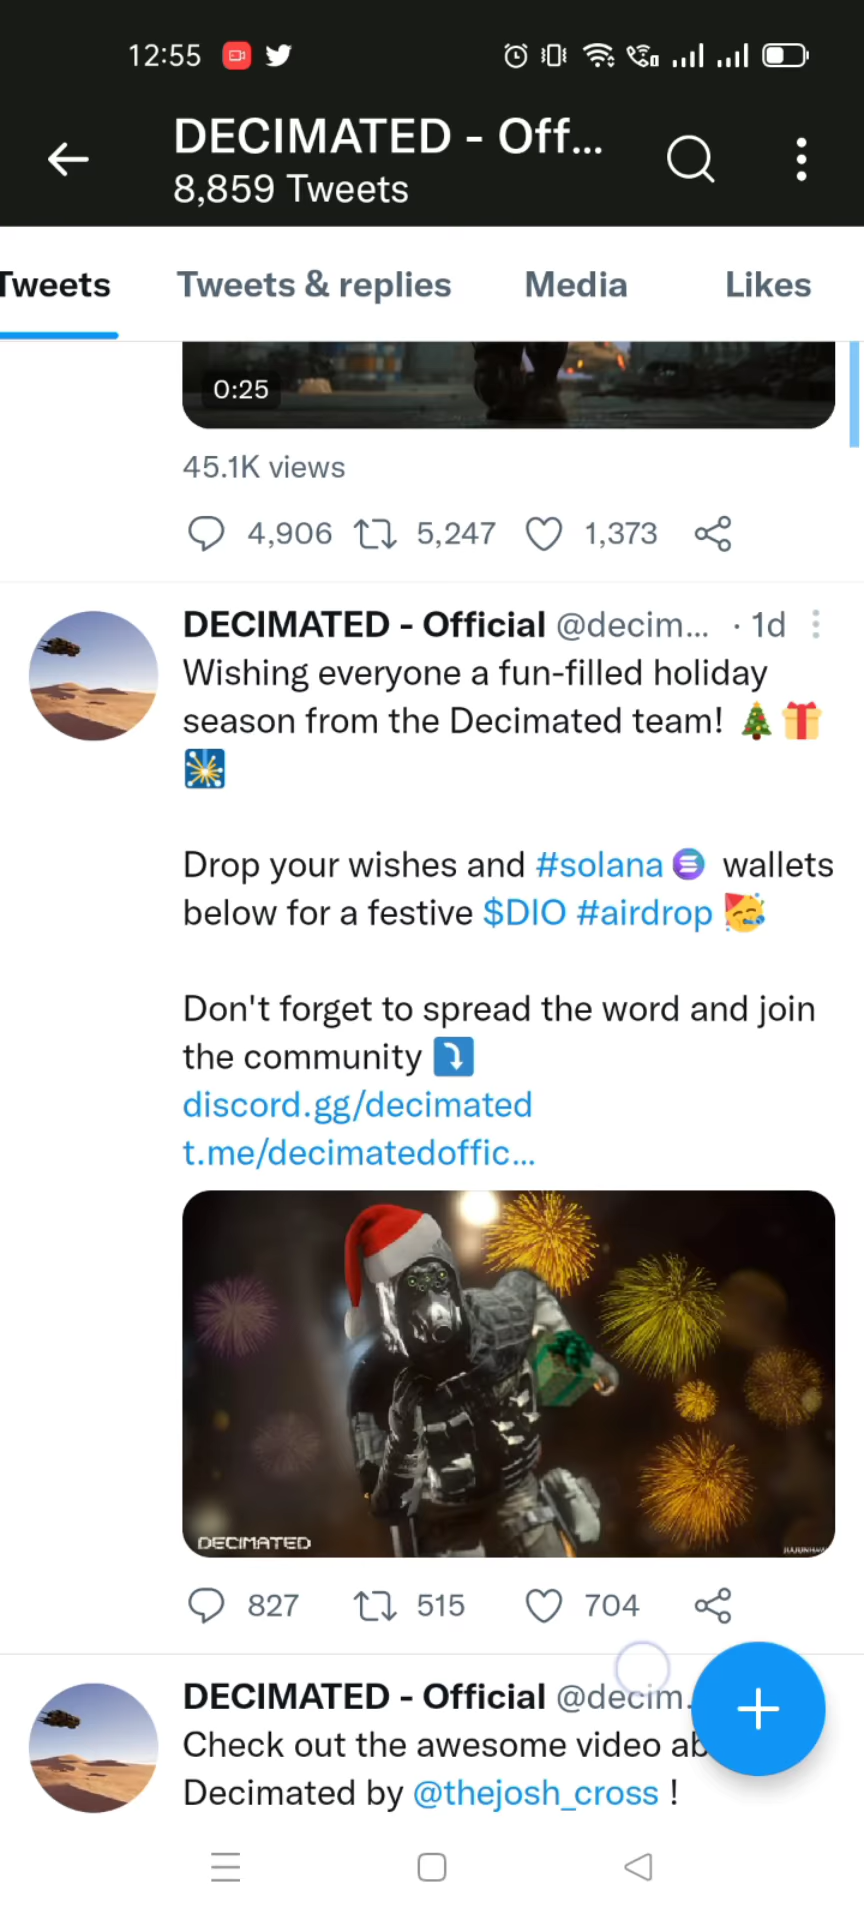 12:55
DECIMATED - Off...
8,859 Tweets
Tweets Tweets & replies Media Likes
0:25
45.1K views
4,906 5,247 1,373
DECIMATED - Official @decim... · 1d
Wishing everyone a fun-filled holiday
season from the Decimated team! 🎄🎁
🎇
Drop your wishes and #solana wallets
below for a festive $DIO #airdrop 🥳
Don't forget to spread the word and join
the community ⤵️
discord.gg/decimated
t.me/decimatedoffic...
DECIMATED
827 515 704
DECIMATED - Official @decim.
Check out the awesome video ab
Decimated by @thejosh_cross !